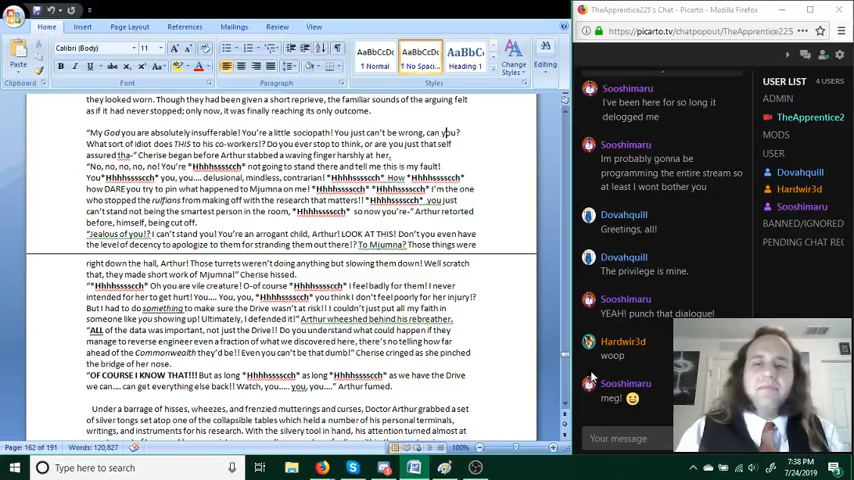 TheApprentice225's Chat - Picarto - Mozilla Firefox
Home
Insert
Page Layout
References
Mailings
Review
View
https://picarto.tv/chatpopout/TheApprentice225
Paste
Clipboard
Calibri (Body)
11
Font
Paragraph
AaBbCcDc AaBbCcDc AaBbCc
¶ Normal ¶ No Spaci... Heading 1
Change
Styles
Styles
Editing
they looked worn. Though they had been given a short reprieve, the familiar sounds of the arguing felt
as if it had never stopped; only now, it was finally reaching its only outcome.
"My God you are absolutely insufferable! You're a little sociopath! You just can't be wrong, can you?
What sort of idiot does THIS to his co-workers!? Do you ever stop to think, or are you just that self
assured tha-" Cherise began before Arthur stabbed a waving finger harshly at her.
"No, no, no, no! You're *Hhhhsssscch* not going to stand there and tell me this is my fault!
You*Hhhhsssscch* you, you.... delusional, mindless, contrarian! *Hhhhsssscch* How *Hhhhsssscch*
how DARE you try to pin what happened to Mjumna on me! *Hhhhsssscch* *Hhhhsssscch* I'm the one
who stopped the rulfians from making off with the research that matters!! *Hhhhsssscch* you just
can't stand not being the smartest person in the room, *Hhhhsssscch* so now you're-" Arthur retorted
before, himself, being cut off.
"Jealous of you!? I can't stand you! You're an arrogant child, Arthur! LOOK AT THIS! Don't you even have
the level of decency to apologize to them for stranding them out there!? To Mjumna? Those things were
right down the hall, Arthur! Those turrets weren't doing anything but slowing them down! Well scratch
that, they made short work of Mjumna!" Cherise hissed.
"*Hhhhsssscch* Oh you are vile creature! O-of course *Hhhhsssscch* I feel badly for them! I never
intended for her to get hurt! You.... You, you, *Hhhhsssscch* you think I don't feel poorly for her injury!?
But I had to do something to make sure the Drive wasn't at risk!! I couldn't just put all my faith in
someone like you showing up! Ultimately, I defended it!" Arthur wheeshed behind his rebreather.
"ALL of the data was important, not just the Drive!! Do you understand what could happen if they
manage to reverse engineer even a fraction of what we discovered here, there's no telling how far
ahead of the Commonwealth they'd be!! Even you can't be that dumb!" Cherise cringed as she pinched
the bridge of her nose.
"OF COURSE I KNOW THAT!!! But as long *Hhhhsssscch* as long *Hhhhsssscch* as we have the Drive
we can.... can get everything else back!! Watch, you..... you, you...." Arthur fumed.
Under a barrage of hisses, wheezes, and frenzied mutterings and curses, Doctor Arthur grabbed a set
of silver tongs set atop one of the collapsible tables which held a number of his personal terminals,
writings, and instruments for his research. With the silvery tool in hand, his attention turned almost at
Page: 162 of 191
Words: 120,827
100%
Sooshimaru
I've been here for so long it
delogged me
Sooshimaru
Im probably gonna be
programming the entire stream so
at least I wont bother you
Dovahquill
Greetings, all!
Dovahquill
The privilege is mine.
Sooshimaru
YEAH! punch that dialogue!
Hardwir3d
woop
Sooshimaru
meg!
Your message
USER LIST 4 USERS
ADMIN
TheApprentice
MODS
USER
Dovahquill
Hardwir3d
Sooshimaru
BANNED/IGNORED
PENDING CHAT REC
Type here to search
7:38 PM
7/24/2019